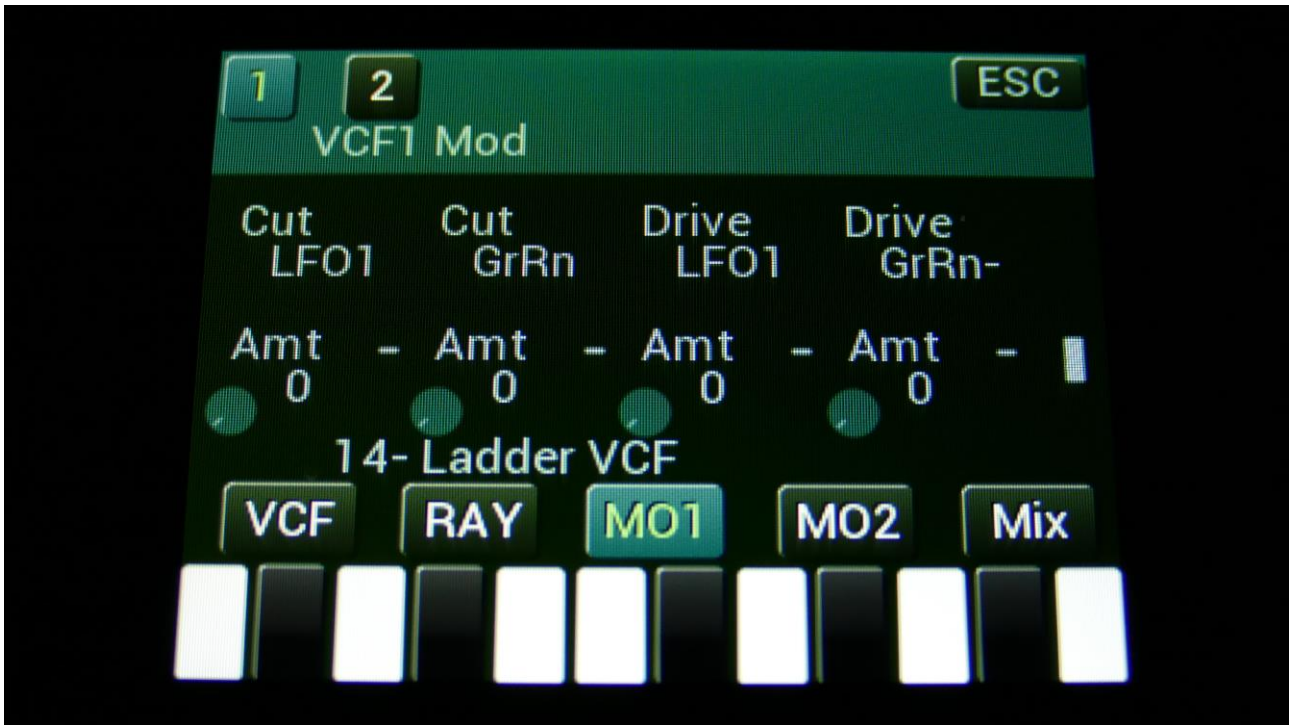 1 2 ESC
VCF1 Mod
Cut Cut Drive Drive
LFO1 GrRn LFO1 GrRn-
Amt - Amt - Amt - Amt -
0 0 0 0
14- Ladder VCF
VCF RAY MO1 MO2 Mix